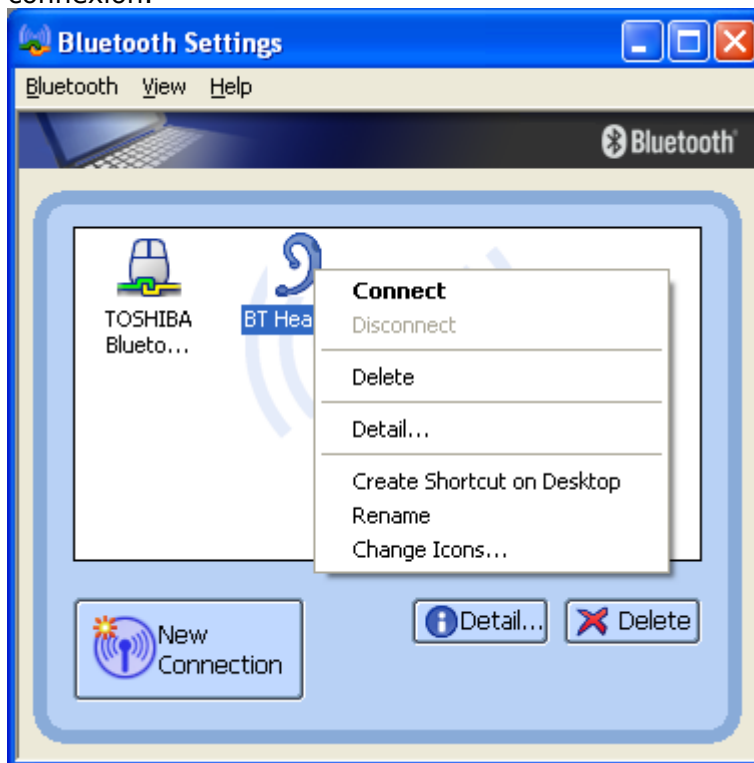 connexion.
Bluetooth Settings
Bluetooth View Help
Bluetooth
TOSHIBA
Blueto...
BT Hea
Connect
Disconnect
Delete
Detail...
Create Shortcut on Desktop
Rename
Change Icons...
New
Connection
Detail...
Delete